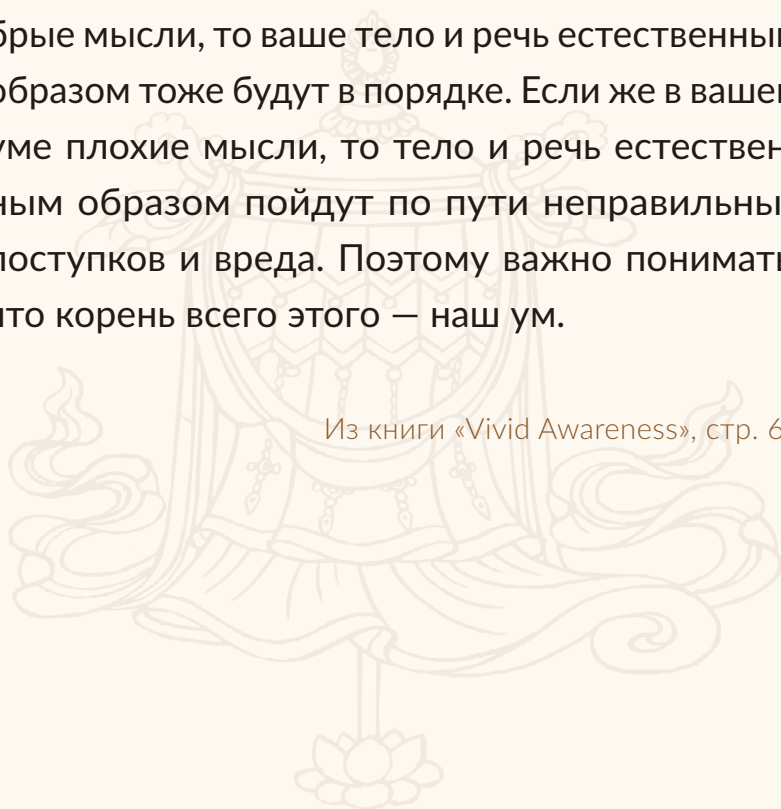 брые мысли, то ваше тело и речь естественны
образом тоже будут в порядке. Если же в ваше
уме плохие мысли, то тело и речь естествен
ным образом пойдут по пути неправильны
поступков и вреда. Поэтому важно понимат
что корень всего этого — наш ум.
Из книги «Vivid Awareness», стр. 6